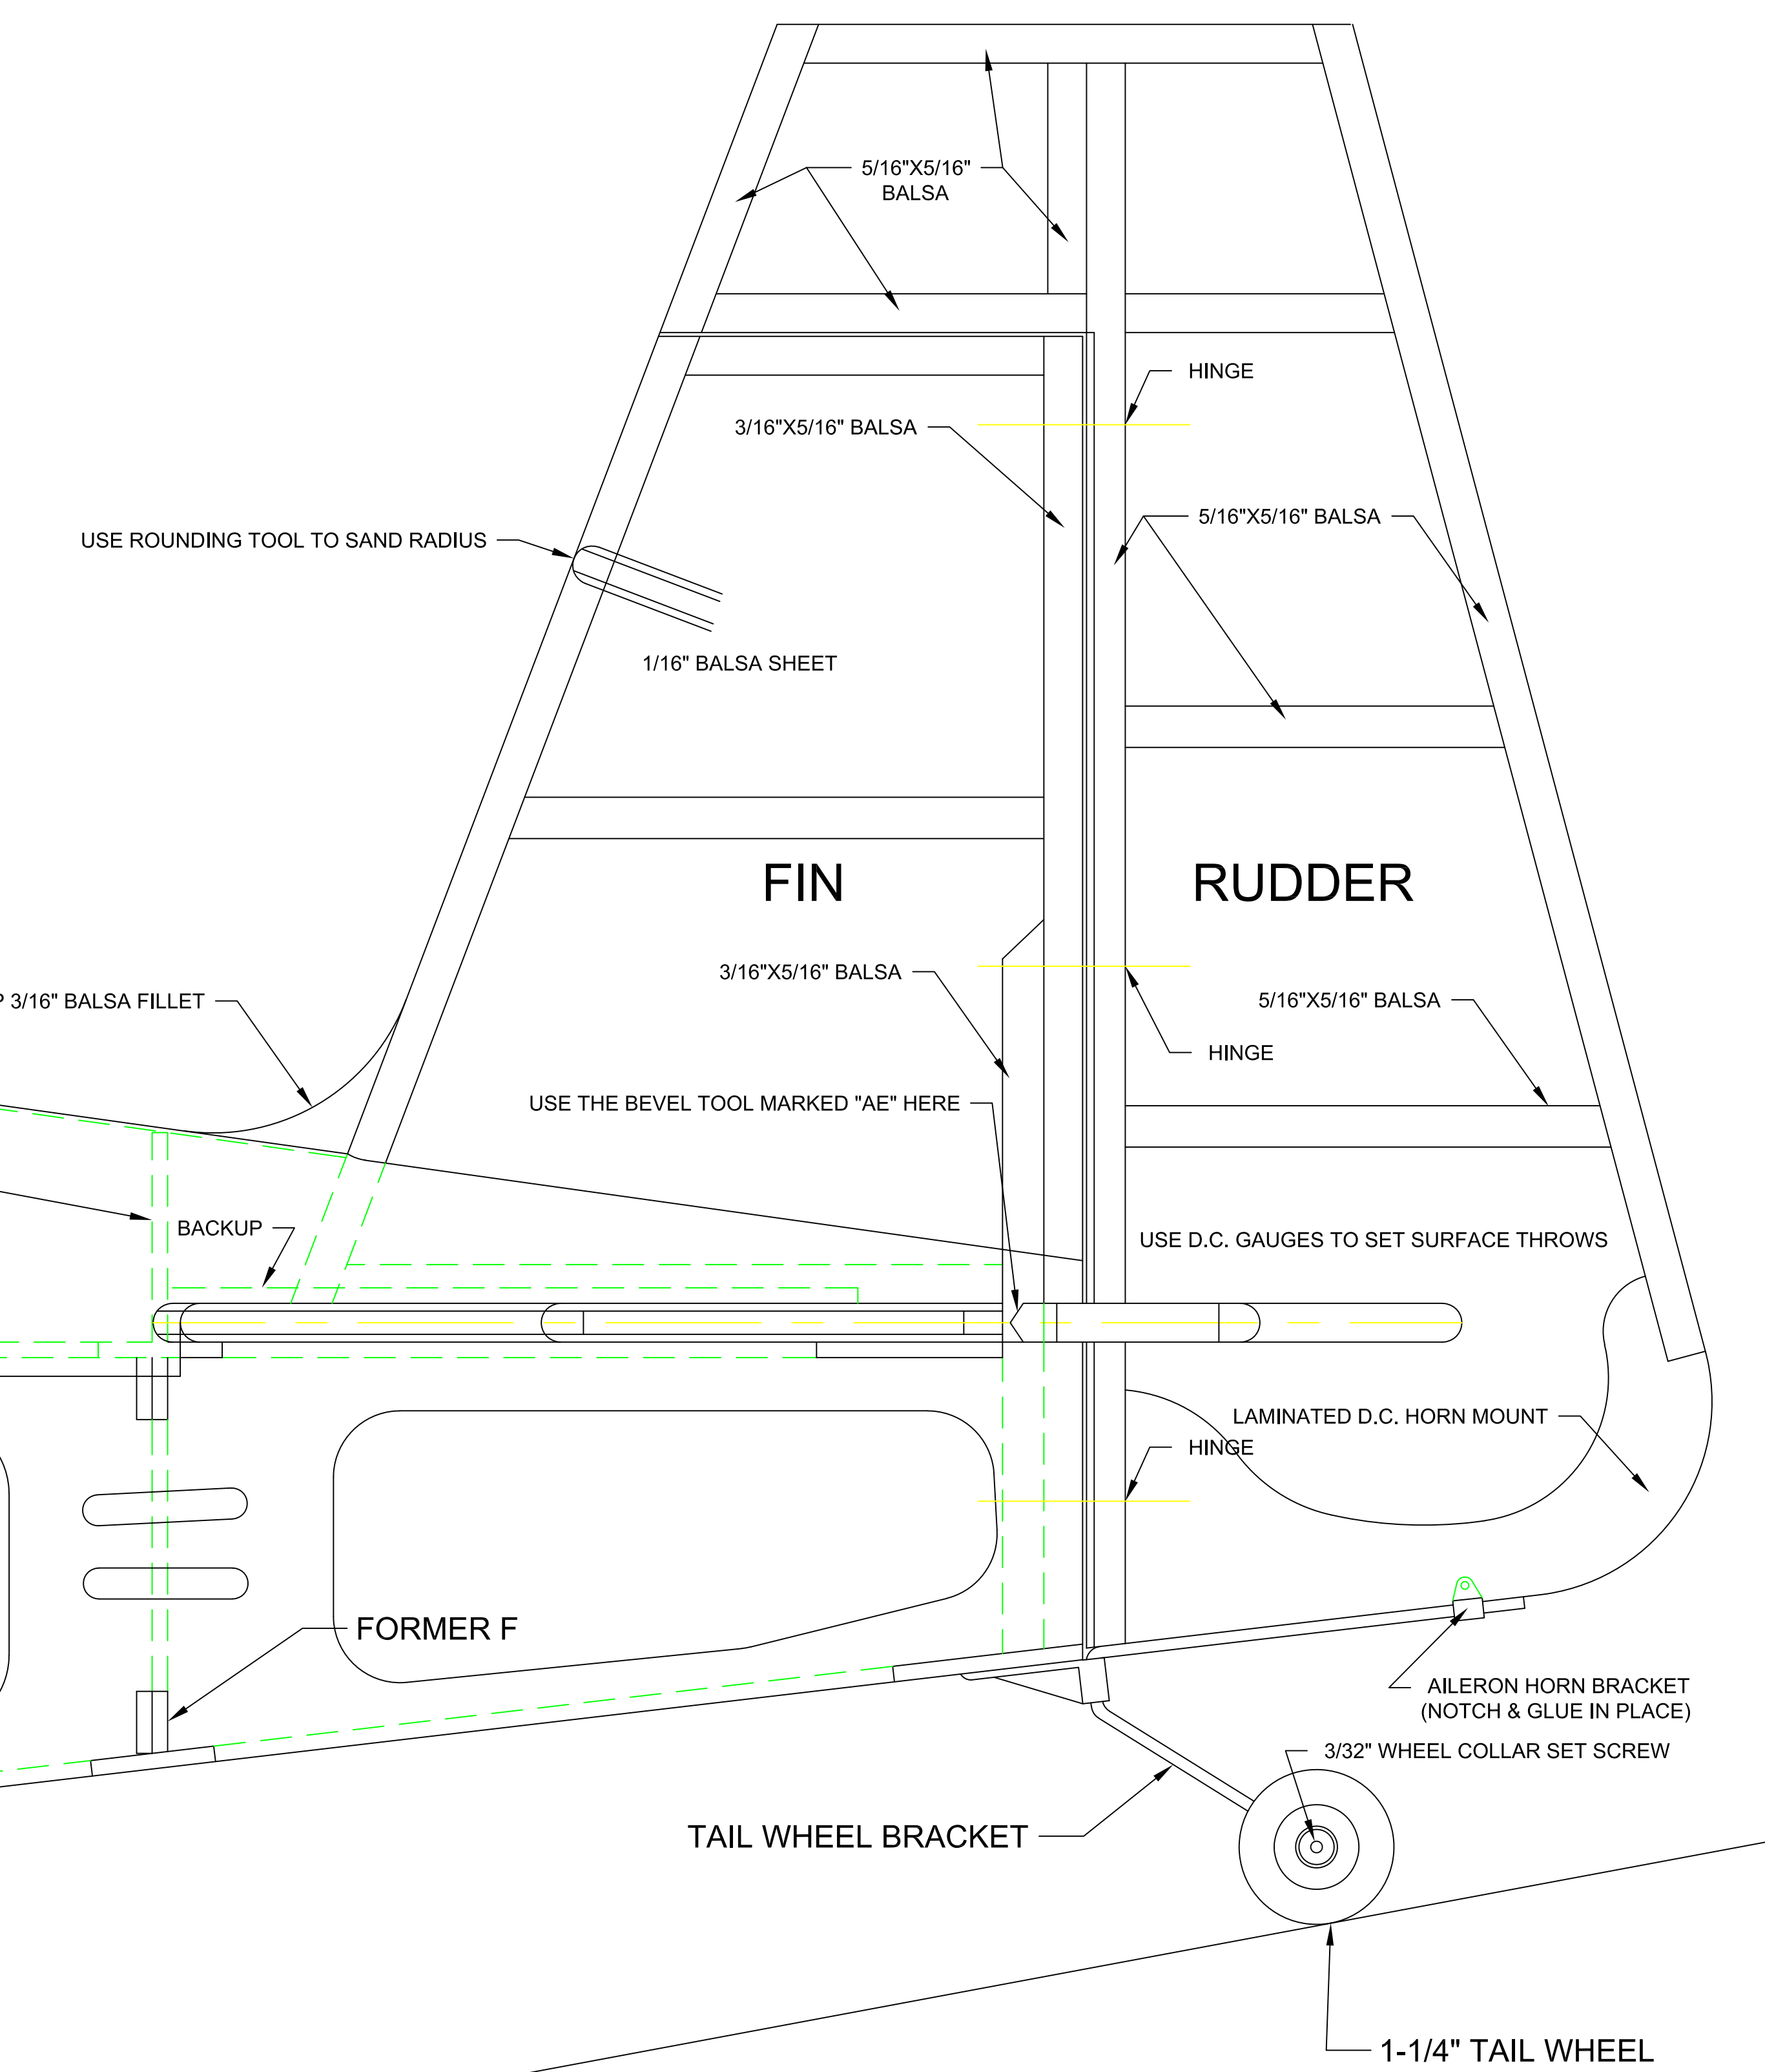 5/16"X5/16"
BALSA
HINGE
3/16"X5/16" BALSA
5/16"X5/16" BALSA
USE ROUNDING TOOL TO SAND RADIUS
1/16" BALSA SHEET
FIN
RUDDER
3/16"X5/16" BALSA
P 3/16" BALSA FILLET
5/16"X5/16" BALSA
HINGE
USE THE BEVEL TOOL MARKED "AE" HERE
BACKUP
USE D.C. GAUGES TO SET SURFACE THROWS
LAMINATED D.C. HORN MOUNT
HINGE
FORMER F
AILERON HORN BRACKET
(NOTCH & GLUE IN PLACE)
3/32" WHEEL COLLAR SET SCREW
TAIL WHEEL BRACKET
1-1/4" TAIL WHEEL